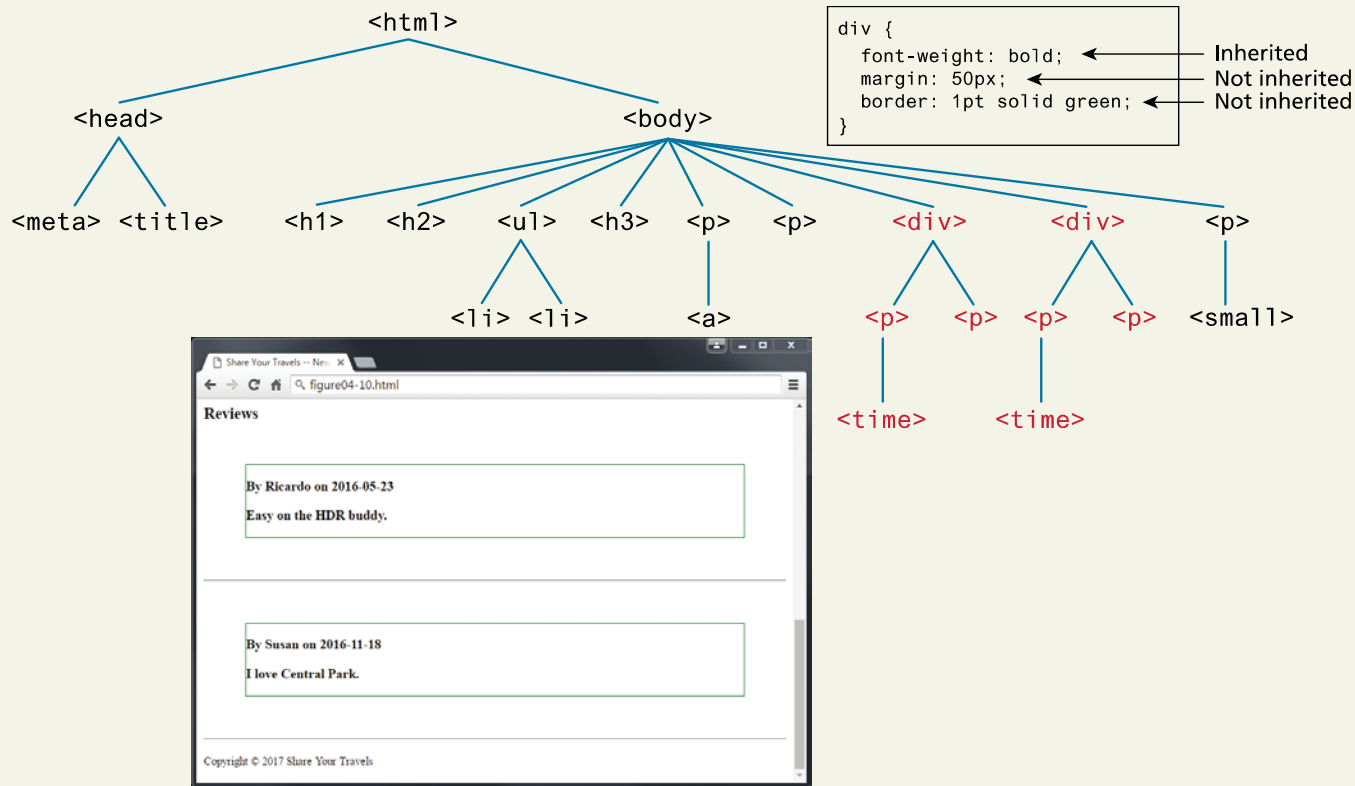 <html>
div {
font-weight: bold;
margin: 50px;
border: 1pt solid green;
}
Inherited
Not inherited
Not inherited
<head> <body>
<meta> <title> <h1> <h2> <ul> <h3> <p> <p> <div> <div> <p>
<li> <li> <a> <p> <p> <p> <p> <small>
<time> <time>
Share Your Travels -- New
figure04-10.html
Reviews
By Ricardo on 2016-05-23
Easy on the HDR buddy.
By Susan on 2016-11-18
I love Central Park.
Copyright © 2017 Share Your Travels